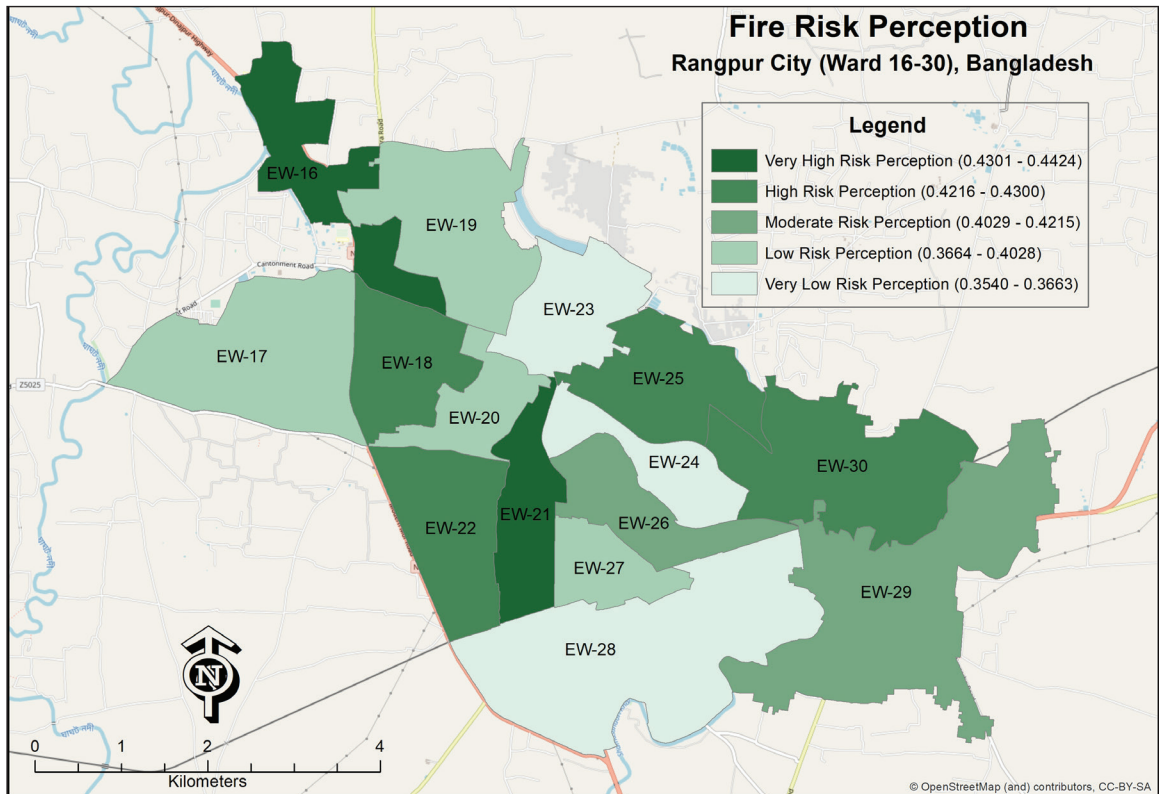 Fire Risk Perception
Rangpur City (Ward 16-30), Bangladesh
Legend
Very High Risk Perception (0.4301 - 0.4424)
High Risk Perception (0.4216 - 0.4300)
Moderate Risk Perception (0.4029 - 0.4215)
Low Risk Perception (0.3664 - 0.4028)
Very Low Risk Perception (0.3540 - 0.3663)
EW-16
EW-19
Cantonment Road
Road
EW-23
EW-17
EW-18
EW-25
Z5025
EW-20
EW-24
EW-30
EW-22
EW-21
EW-26
EW-27
EW-29
EW-28
N
0 1 2 4
Kilometers
© OpenStreetMap (and) contributors, CC-BY-SA